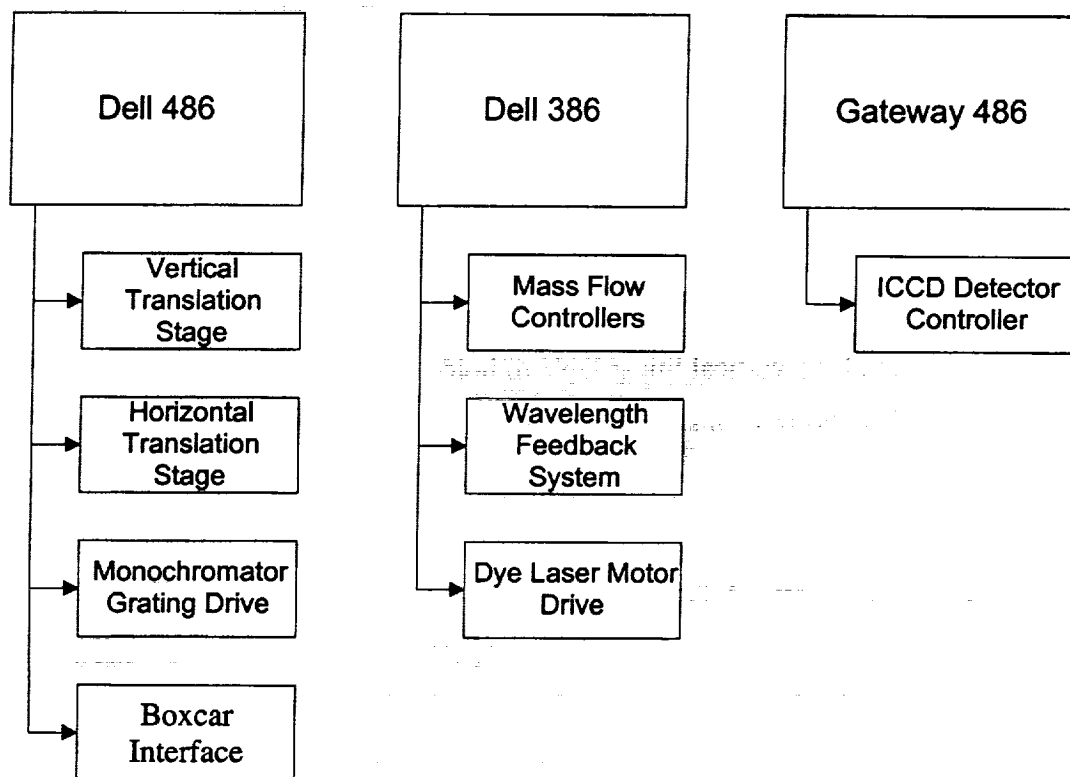 Dell 486
Dell 386
Gateway 486
Vertical
Translation
Stage
Horizontal
Translation
Stage
Monochromator
Grating Drive
Boxcar
Interface
Mass Flow
Controllers
Wavelength
Feedback
System
Dye Laser Motor
Drive
ICCD Detector
Controller